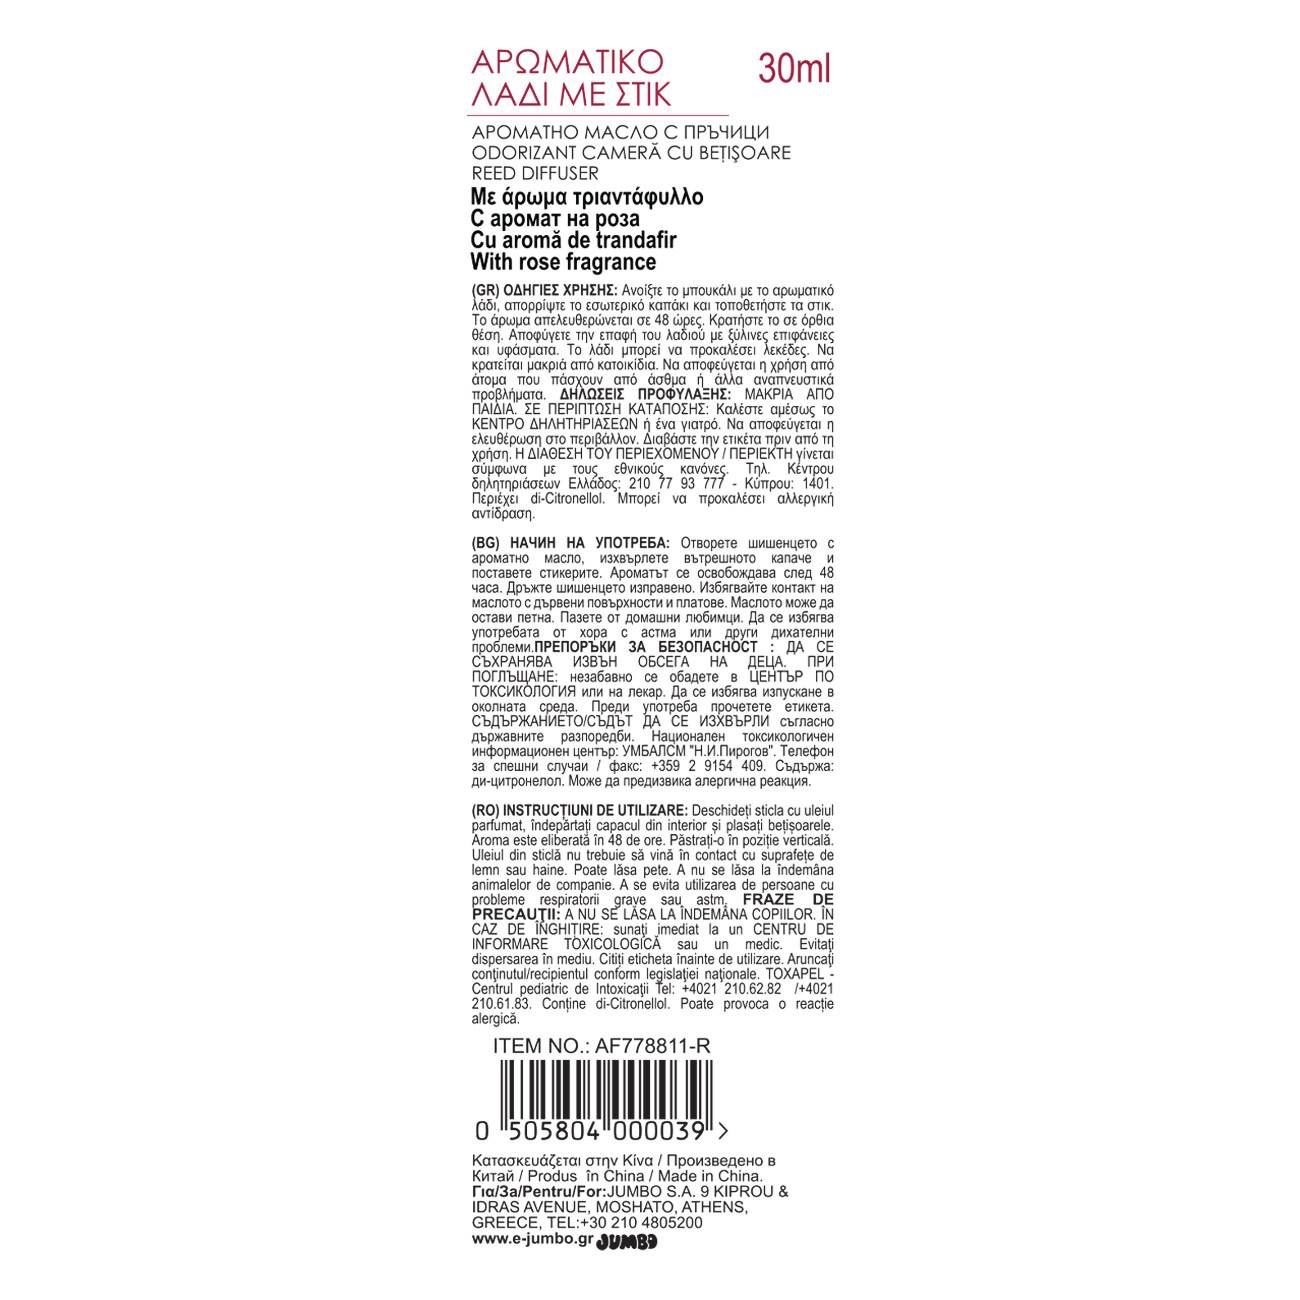 ΑΡΩΜΑΤΙΚΟ
ΛΑΔΙ ΜΕ ΣΤΙΚ
30ml
АРОМАТНО МАСЛО С ПРЪЧИЦИ
ODORIZANT CAMERĂ CU BEȚIŞOARE
REED DIFFUSER
Με άρωμα τριαντάφυλλο
С аромат на роза
Cu aromă de trandafir
With rose fragrance
(GR) ΟΔΗΓΙΕΣ ΧΡΗΣΗΣ: Ανοίξτε το μπουκάλι με το αρωματικό
λάδι, απορρίψτε το εσωτερικό καπάκι και τοποθετήστε τα στικ.
Το άρωμα απελευθερώνεται σε 48 ώρες. Κρατήστε το σε όρθια
θέση. Αποφύγετε την επαφή του λαδιού με ξύλινες επιφάνειες
και υφάσματα. Το λάδι μπορεί να προκαλέσει λεκέδες. Να
κρατείται μακριά από κατοικίδια. Να αποφεύγεται η χρήση από
άτομα που πάσχουν από άσθμα ή άλλα αναπνευστικά
προβλήματα. ΔΗΛΩΣΕΙΣ ΠΡΟΦΥΛΑΞΗΣ: ΜΑΚΡΙΑ ΑΠΟ
ΠΑΙΔΙΑ. ΣΕ ΠΕΡΙΠΤΩΣΗ ΚΑΤΑΠΟΣΗΣ: Καλέστε αμέσως το
ΚΕΝΤΡΟ ΔΗΛΗΤΗΡΙΑΣΕΩΝ ή ένα γιατρό. Να αποφεύγεται η
ελευθέρωση στο περιβάλλον. Διαβάστε την ετικέτα πριν από τη
χρήση. Η ΔΙΑΘΕΣΗ ΤΟΥ ΠΕΡΙΕΧΟΜΕΝΟΥ / ΠΕΡΙΕΚΤΗ γίνεται
σύμφωνα με τους εθνικούς κανόνες. Τηλ. Κέντρου
δηλητηριάσεων Ελλάδος: 210 77 93 777 - Κύπρου: 1401.
Περιέχει di-Citronellol. Μπορεί να προκαλέσει αλλεργική
αντίδραση.
(BG) НАЧИН НА УПОТРЕБА: Отворете шишенцето с
ароматно масло, изхвърлете вътрешното капаче и
поставете стикерите. Ароматът се освобождава след 48
часа. Дръжте шишенцето изправено. Избягвайте контакт на
маслото с дървени повърхности и платове. Маслото може да
остави петна. Пазете от домашни любимци. Да се избягва
употребата от хора с астма или други дихателни
проблеми.ПРЕПОРЪКИ ЗА БЕЗОПАСНОСТ : ДА СЕ
СЪХРАНЯВА ИЗВЪН ОБСЕГА НА ДЕЦА. ПРИ
ПОГЛЪЩАНЕ: незабавно се обадете в ЦЕНТЪР ПО
ТОКСИКОЛОГИЯ или на лекар. Да се избягва изпускане в
околната среда. Преди употреба прочетете етикета.
СЪДЪРЖАНИЕТО/СЪДЪТ ДА СЕ ИЗХВЪРЛИ съгласно
държавните разпоредби. Национален токсикологичен
информационен център: УМБАЛСМ "Н.И.Пирогов". Телефон
за спешни случаи / факс: +359 2 9154 409. Съдържа:
ди-цитронелол. Може да предизвика алергична реакция.
(RO) INSTRUCȚIUNI DE UTILIZARE: Deschideți sticla cu uleiul
parfumat, îndepărtați capacul din interior și plasați bețișoarele.
Aroma este eliberată în 48 de ore. Păstrați-o în poziție verticală.
Uleiul din sticlă nu trebuie să vină în contact cu suprafețe de
lemn sau haine. Poate lăsa pete. A nu se lăsa la îndemâna
animalelor de companie. A se evita utilizarea de persoane cu
probleme respiratorii grave sau astm. FRAZE DE
PRECAUŢII: A NU SE LĂSA LA ÎNDEMÂNA COPIILOR. ÎN
CAZ DE ÎNGHIȚIRE: sunaţi imediat la un CENTRU DE
INFORMARE TOXICOLOGICĂ sau un medic. Evitaţi
dispersarea în mediu. Citiți eticheta înainte de utilizare. Aruncaţi
conţinutul/recipientul conform legislaţiei naţionale. TOXAPEL -
Centrul pediatric de Intoxicaţii Tel: +4021 210.62.82 /+4021
210.61.83. Conține di-Citronellol. Poate provoca o reacție
alergică.
ITEM NO.: AF778811-R
0 505804 000039 >
Κατασκευάζεται στην Κίνα / Произведено в
Китай / Produs în China / Made in China.
Για/За/Pentru/For:JUMBO S.A. 9 KIPROU &
IDRAS AVENUE, MOSHATO, ATHENS,
GREECE, TEL:+30 210 4805200
www.e-jumbo.gr JUMBO